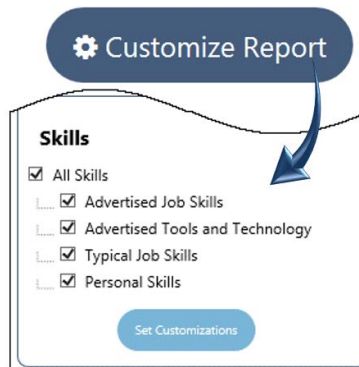 Customize Report
Skills
All Skills
Advertised Job Skills
Advertised Tools and Technology
Typical Job Skills
Personal Skills
Set Customizations